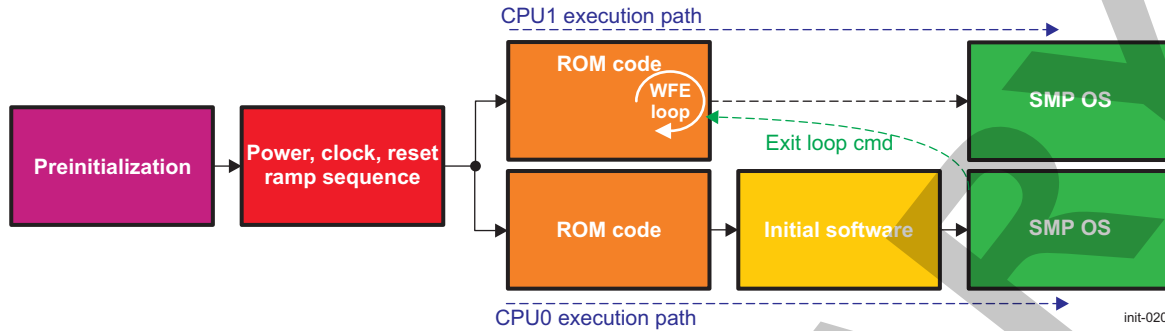 CPU1 execution path
ROM code
WFE
loop
SMP OS
Exit loop cmd
Preinitialization
Power, clock, reset
ramp sequence
ROM code
Initial software
SMP OS
CPU0 execution path
init-020